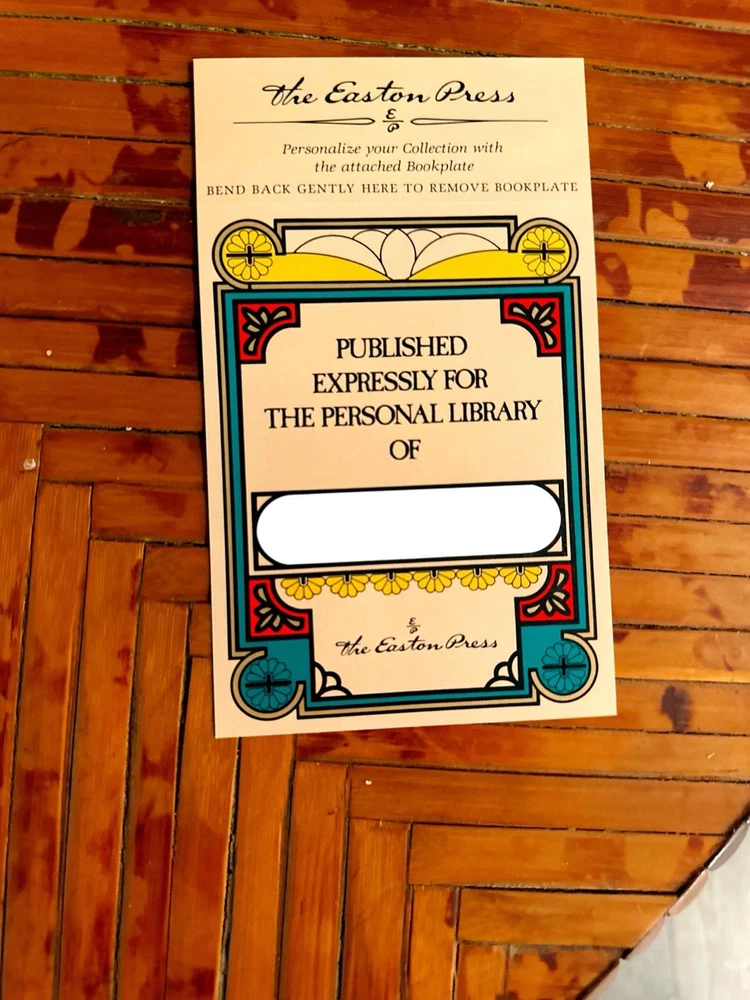 The Easton Press
E
P
Personalize your Collection with
the attached Bookplate
BEND BACK GENTLY HERE TO REMOVE BOOKPLATE
PUBLISHED
EXPRESSLY FOR
THE PERSONAL LIBRARY
OF
E
P
The Easton Press